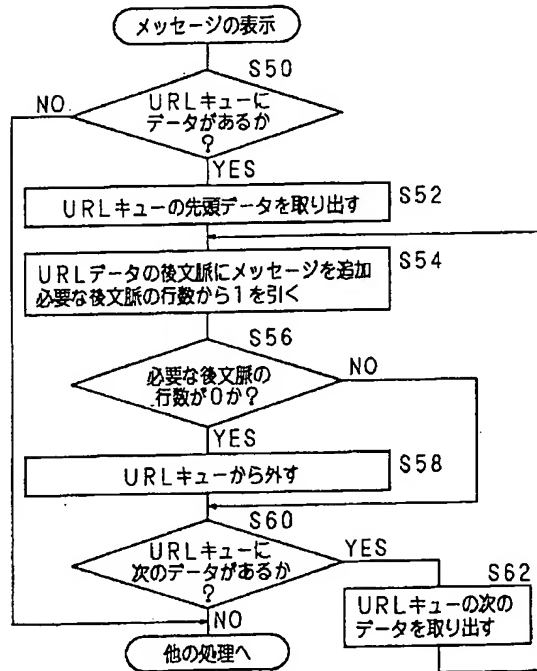 メッセージの表示
S50
NO
URLキューに
データがあるか
?
YES
URLキューの先頭データを取り出す
S52
URLデータの後文脈にメッセージを追加
必要な後文脈の行数から1を引く
S54
S56
必要な後文脈の
行数が0か?
NO
YES
URLキューから外す
S58
S60
URLキューに
次のデータがあるか
?
YES
S62
URLキューの次の
データを取り出す
NO
他の処理へ